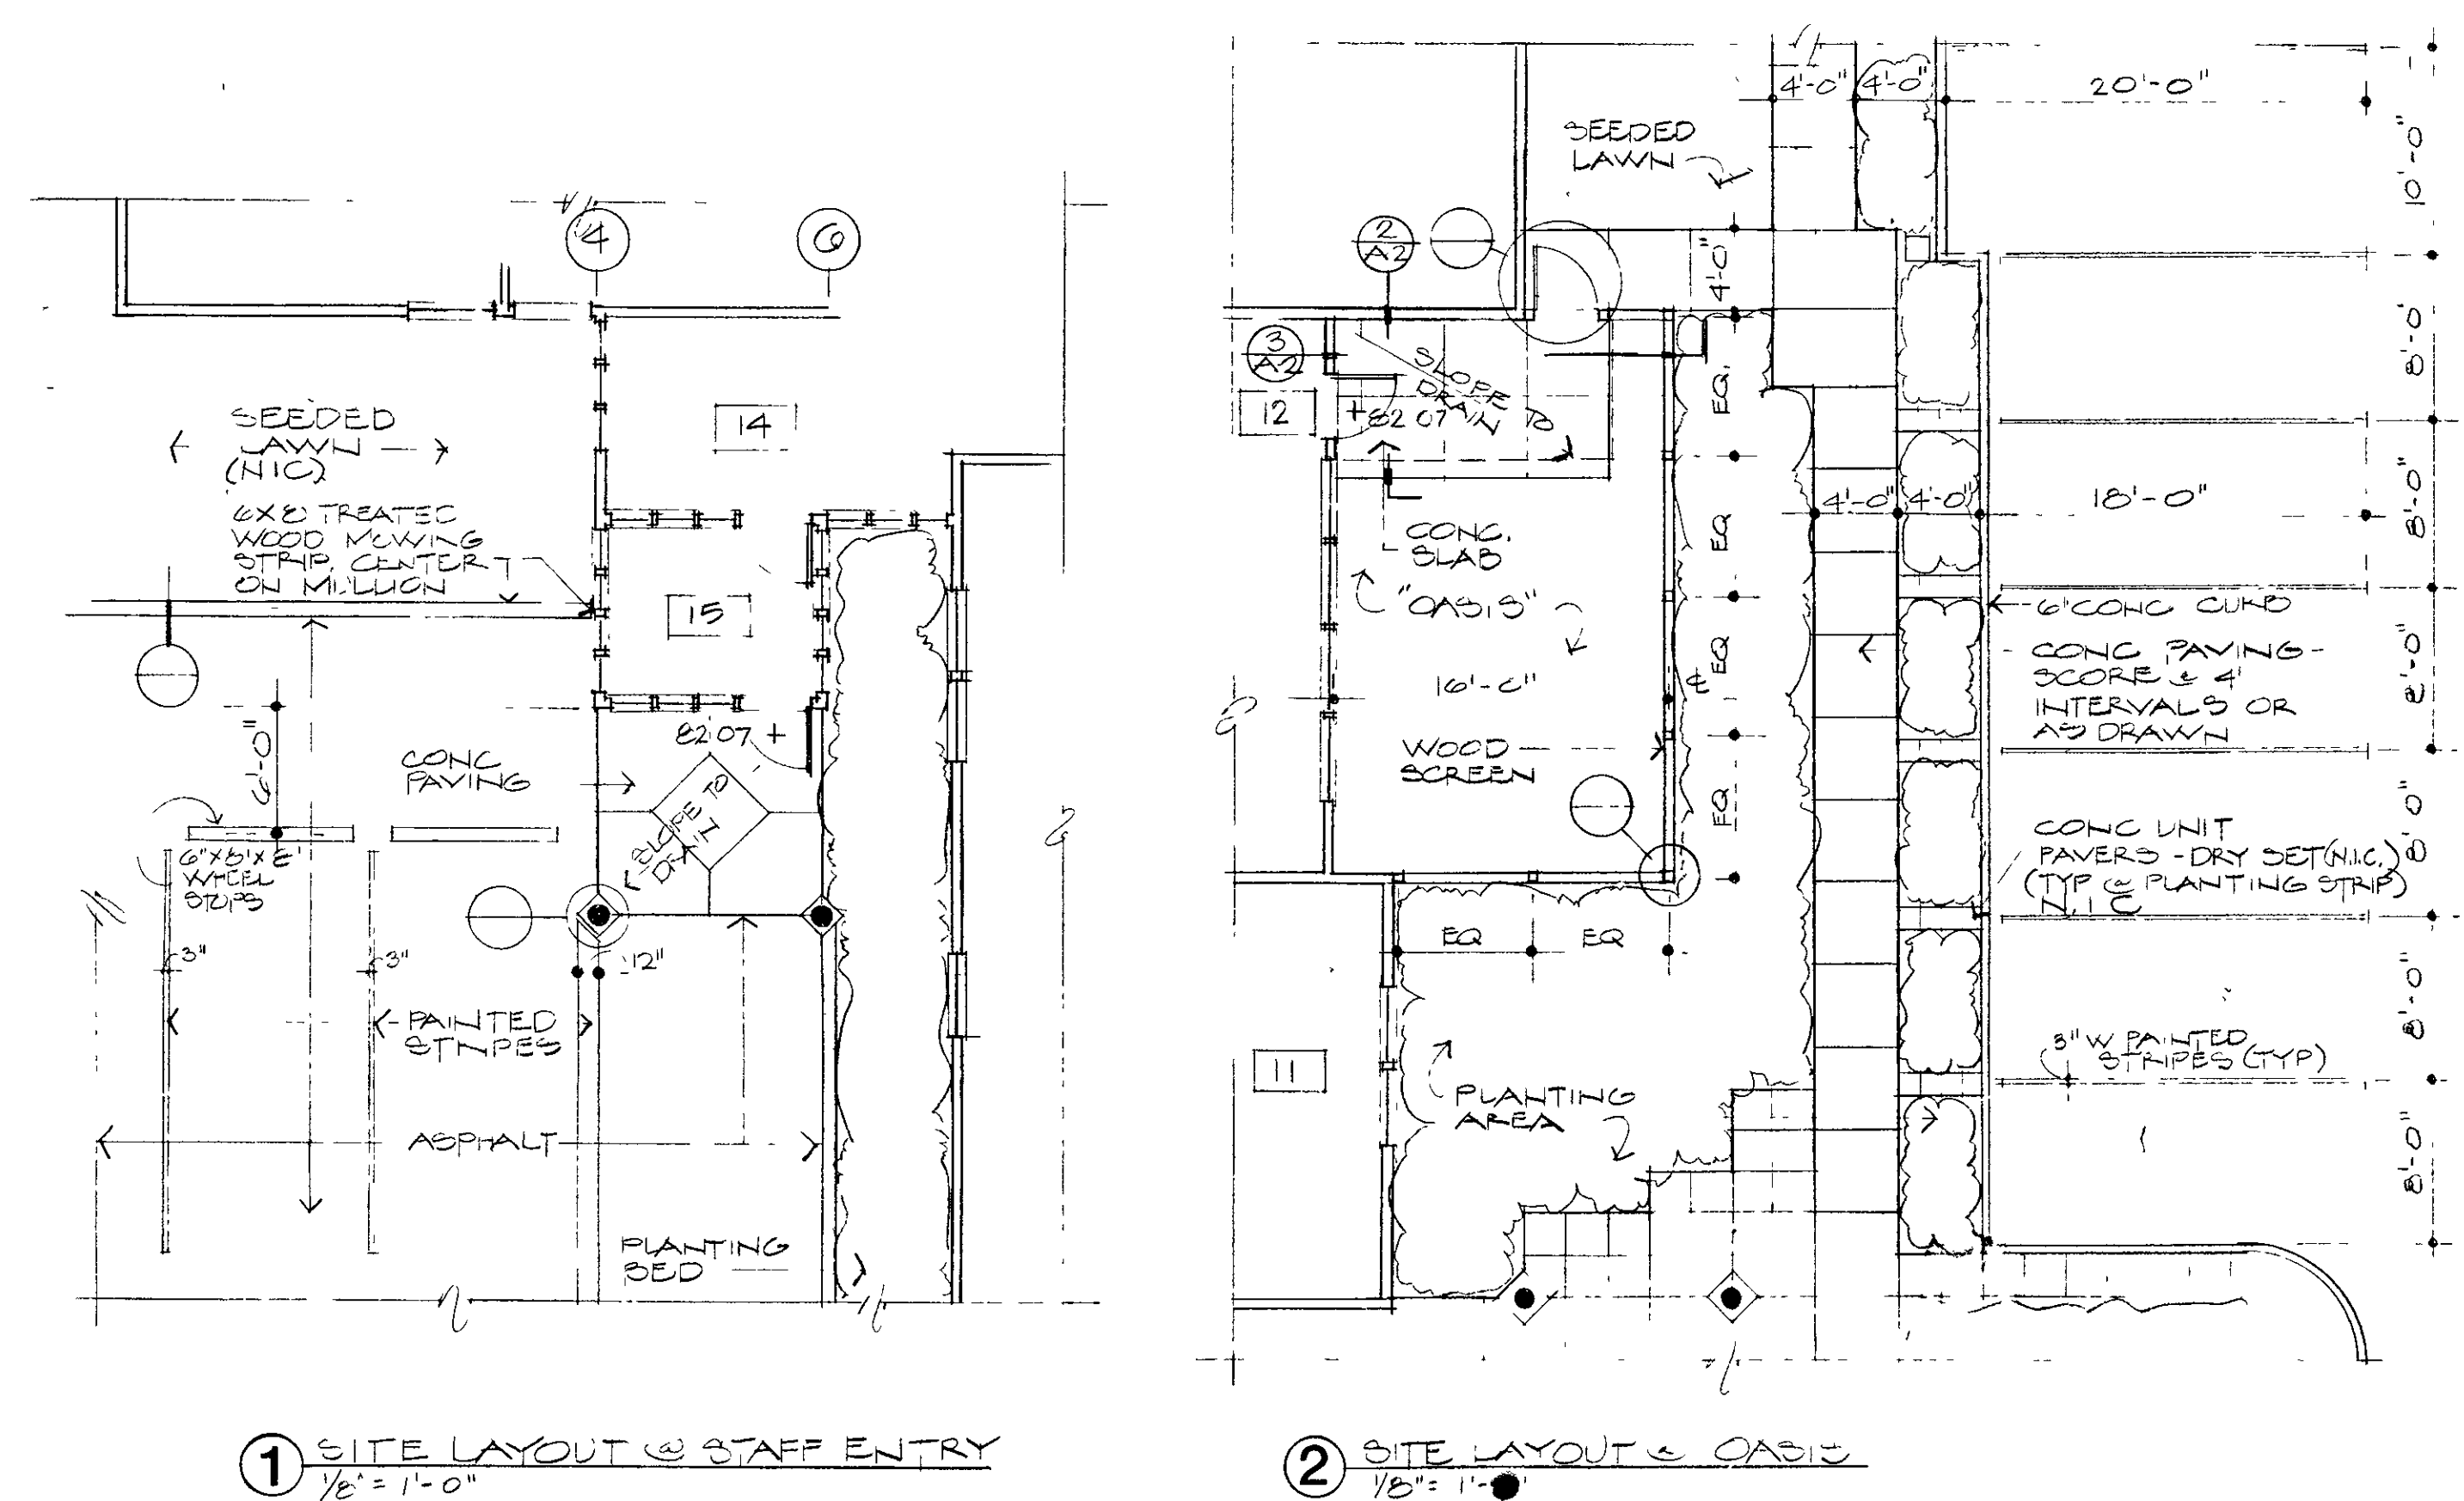 4
6
14
SEEDED
LAWN
(NIC)
6X8 TREATED
WOOD MOWING
STRIP, CENTER
ON MULLION
15
6'-0"
82.07 +
CONC
PAVING
SLOPE TO
DRAIN
6"X8"X8'
WHEEL
STOPS
3"
3"
12"
PAINTED
STRIPES
ASPHALT
PLANTING
BED
1 SITE LAYOUT @ STAFF ENTRY
1/8" = 1'-0"
4'-0"
4'-0"
20'-0"
SEEDED
LAWN
10'-0"
2
A2
4'-0"
3
A2
12
+82.07
SLOPE TO
DRAIN
EQ.
8'-0"
4'-0"
4'-0"
18'-0"
8'-0"
CONC.
SLAB
EQ
"OASIS"
6" CONC CURB
EQ
CONC PAVING -
SCORE @ 4'
INTERVALS OR
AS DRAWN
8'-0"
16'-0"
WOOD
SCREEN
EQ
CONC UNIT
PAVERS - DRY SET (N.I.C.)
(TYP @ PLANTING STRIP)
N.I.C
8'-0"
EQ
EQ
8'-0"
3" W PAINTED
STRIPES (TYP)
11
PLANTING
AREA
8'-0"
2 SITE LAYOUT @ OASIS
1/8" = 1'-